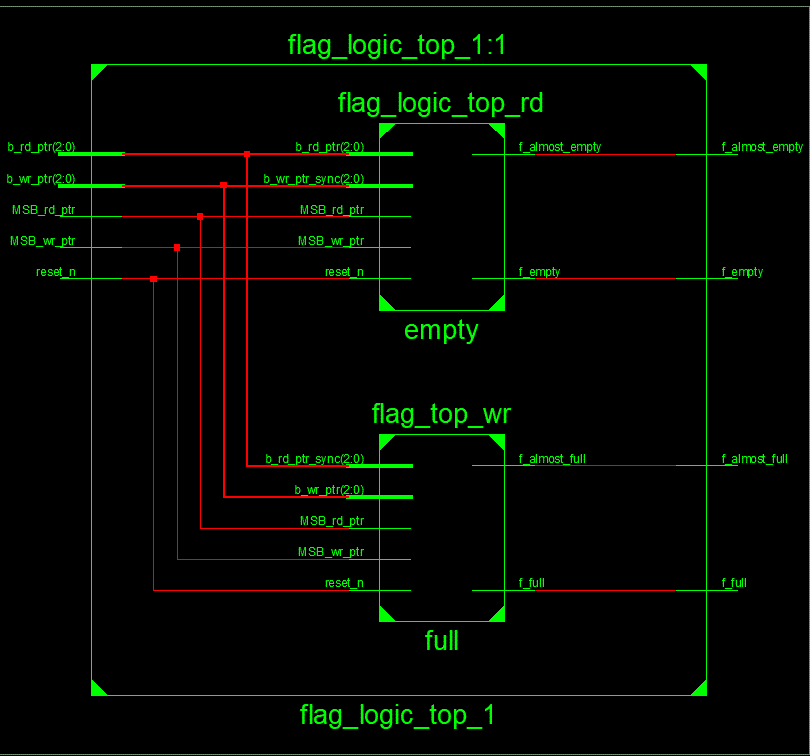 flag_logic_top_1:1
flag_logic_top_rd
b_rd_ptr(2:0) b_rd_ptr(2:0) f_almost_empty f_almost_empty
b_wr_ptr(2:0) b_wr_ptr_sync(2:0)
MSB_rd_ptr MSB_rd_ptr
MSB_wr_ptr MSB_wr_ptr
reset_n reset_n f_empty f_empty
empty
flag_top_wr
b_rd_ptr_sync(2:0) f_almost_full f_almost_full
b_wr_ptr(2:0)
MSB_rd_ptr
MSB_wr_ptr
reset_n f_full f_full
full
flag_logic_top_1